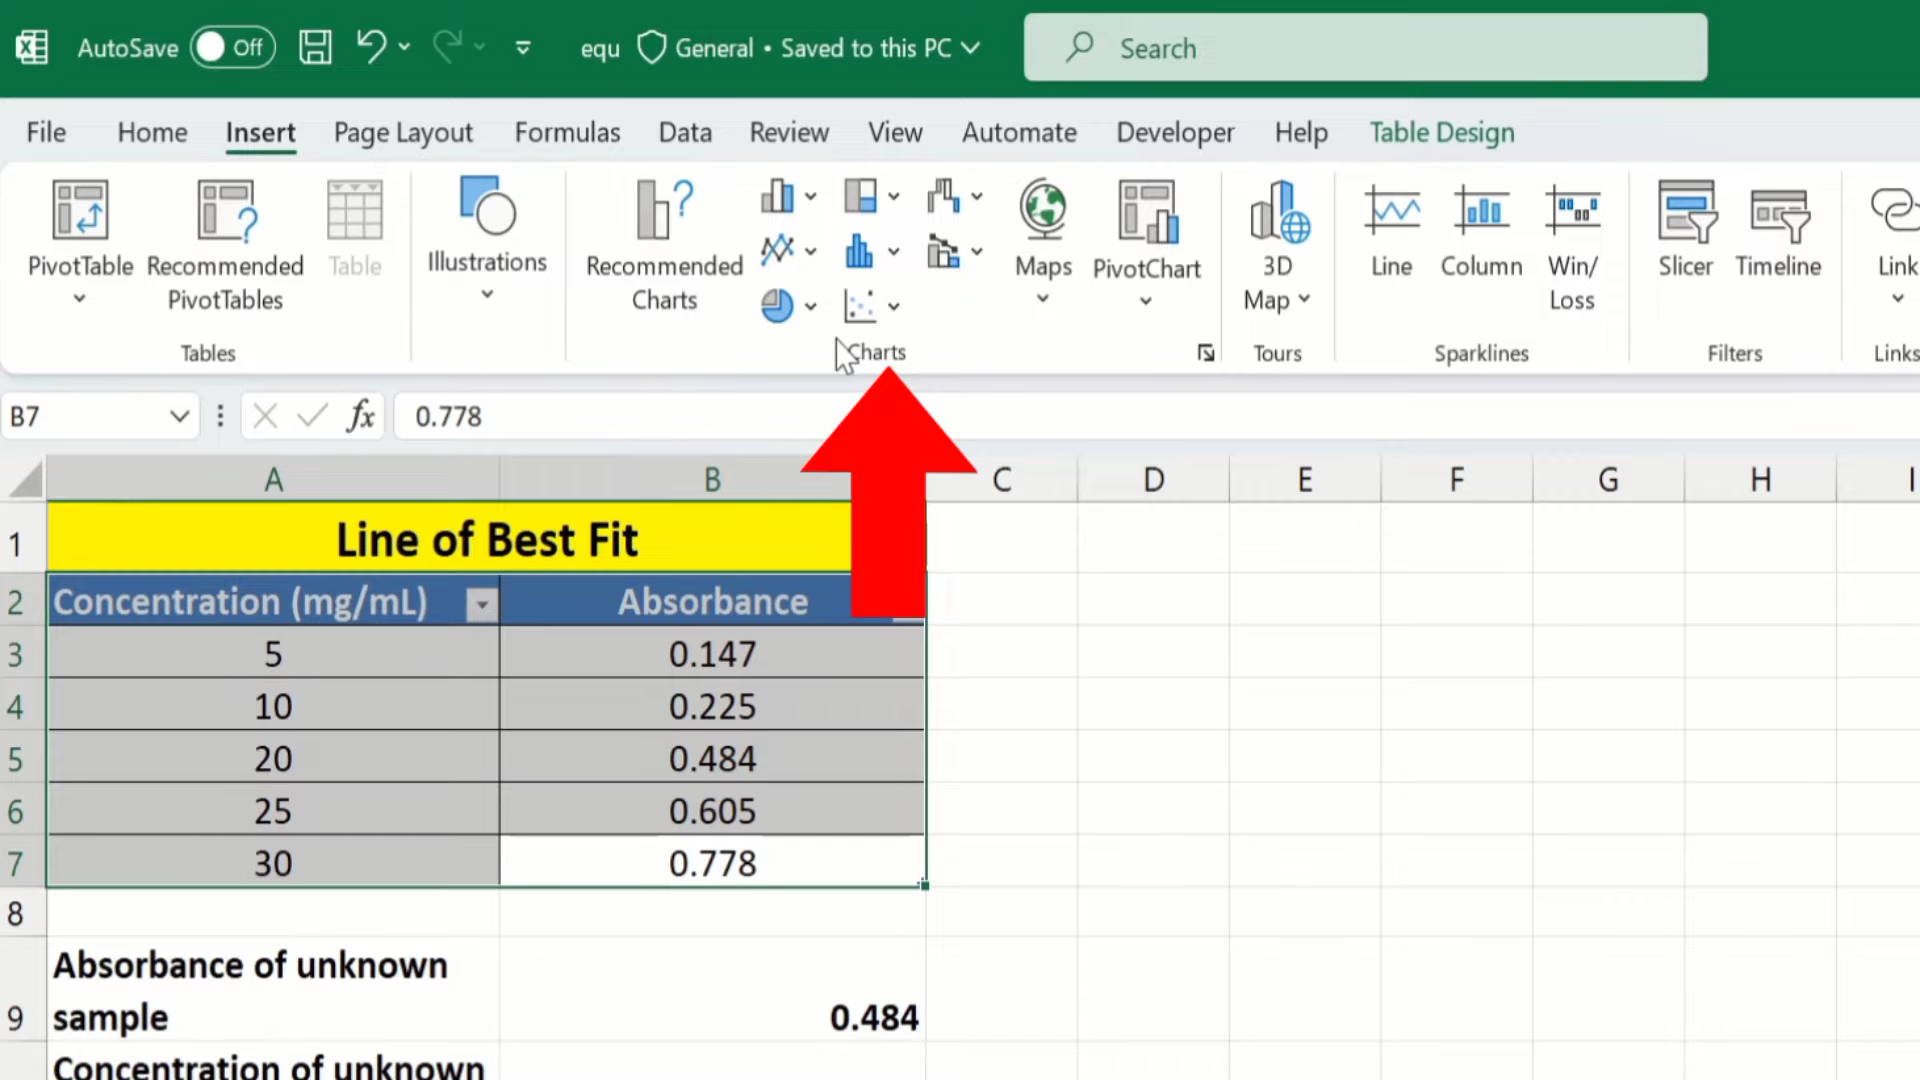 AutoSave Off equ General • Saved to this PC Search
File Home Insert Page Layout Formulas Data Review View Automate Developer Help Table Design
PivotTable
Recommended
PivotTables
Table
Illustrations
Recommended
Charts
Maps
PivotChart
3D
Map
Line
Column
Win/
Loss
Slicer
Timeline
Link
Tables
Charts
Tours
Sparklines
Filters
Links
B7 fx 0.778
A B C D E F G H I
1 Line of Best Fit
2 Concentration (mg/mL) Absorbance
3 5 0.147
4 10 0.225
5 20 0.484
6 25 0.605
7 30 0.778
8
Absorbance of unknown
9 sample 0.484
Concentration of unknown